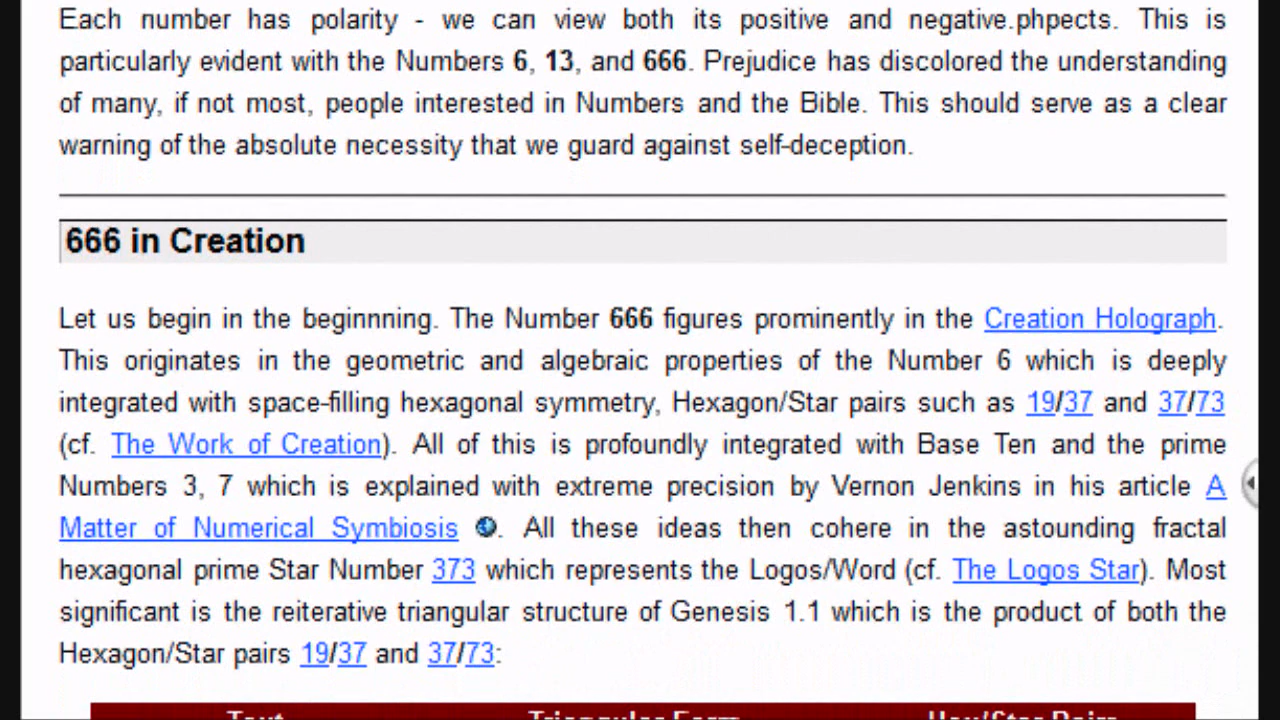 Each number has polarity - we can view both its positive and negative.phpects. This is
particularly evident with the Numbers 6, 13, and 666. Prejudice has discolored the understanding
of many, if not most, people interested in Numbers and the Bible. This should serve as a clear
warning of the absolute necessity that we guard against self-deception.
666 in Creation
Let us begin in the beginnning. The Number 666 figures prominently in the Creation Holograph.
This originates in the geometric and algebraic properties of the Number 6 which is deeply
integrated with space-filling hexagonal symmetry, Hexagon/Star pairs such as 19/37 and 37/73
(cf. The Work of Creation). All of this is profoundly integrated with Base Ten and the prime
Numbers 3, 7 which is explained with extreme precision by Vernon Jenkins in his article A
Matter of Numerical Symbiosis . All these ideas then cohere in the astounding fractal
hexagonal prime Star Number 373 which represents the Logos/Word (cf. The Logos Star). Most
significant is the reiterative triangular structure of Genesis 1.1 which is the product of both the
Hexagon/Star pairs 19/37 and 37/73:
Text Triangular Form Hex/Star Pairs